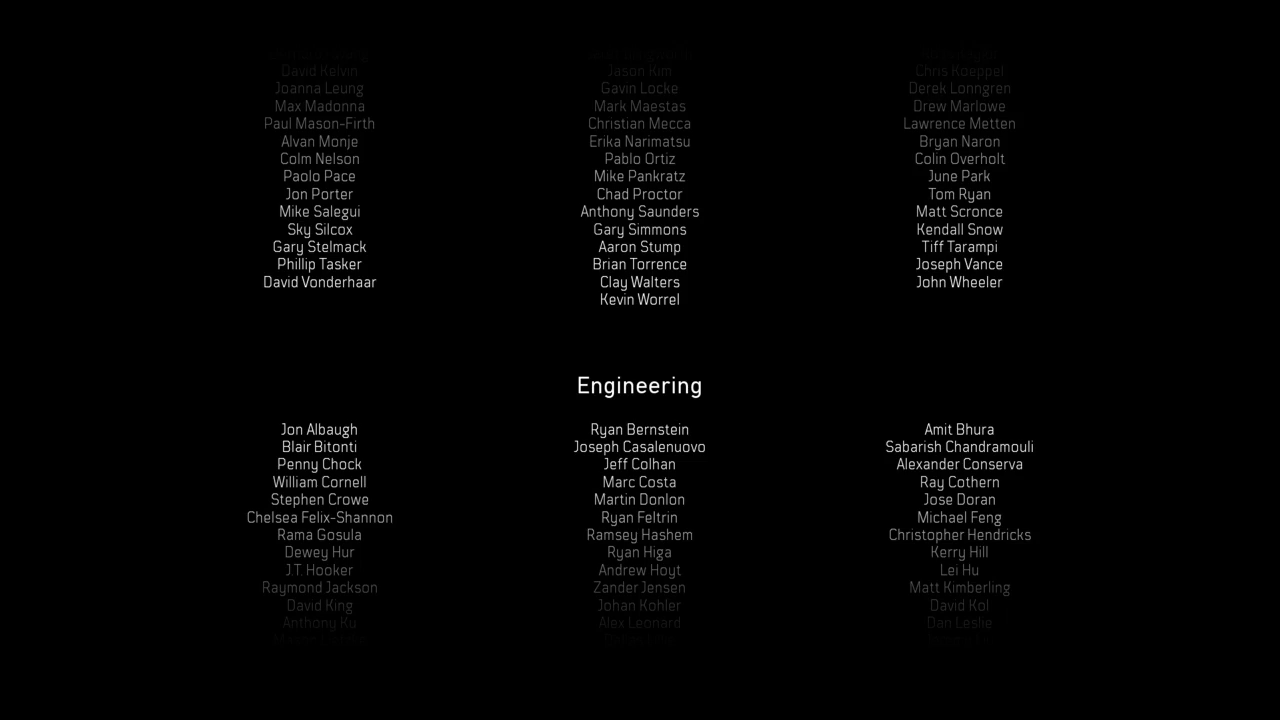 David Kelvin Jason Kim Chris Koeppel
Joanna Leung Gavin Locke Derek Lonngren
Max Madonna Mark Maestas Drew Marlowe
Paul Mason-Firth Christian Mecca Lawrence Metten
Alvan Monje Erika Narimatsu Bryan Naron
Colm Nelson Pablo Ortiz Colin Overholt
Paolo Pace Mike Pankratz June Park
Jon Porter Chad Proctor Tom Ryan
Mike Salegui Anthony Saunders Matt Scronce
Sky Silcox Gary Simmons Kendall Snow
Gary Stelmack Aaron Stump Tiff Tarampi
Phillip Tasker Brian Torrence Joseph Vance
David Vonderhaar Clay Walters John Wheeler
Kevin Worrel
Engineering
Jon Albaugh Ryan Bernstein Amit Bhura
Blair Bitonti Joseph Casalenuovo Sabarish Chandramouli
Penny Chock Jeff Colhan Alexander Conserva
William Cornell Marc Costa Ray Cothern
Stephen Crowe Martin Donlon Jose Doran
Chelsea Felix-Shannon Ryan Feltrin Michael Feng
Rama Gosula Ramsey Hashem Christopher Hendricks
Dewey Hur Ryan Higa Kerry Hill
J.T. Hooker Andrew Hoyt Lei Hu
Raymond Jackson Zander Jensen Matt Kimberling
David King Johan Kohler David Kol
Anthony Ku Alex Leonard Dan Leslie